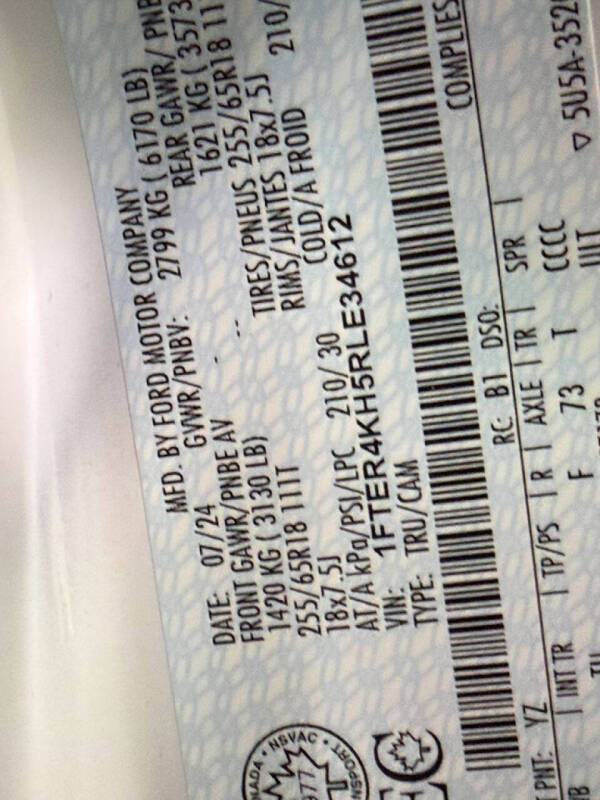 MFD. BY FORD MOTOR COMPANY
DATE: 07/24 GVWR/PNBV: 2799 KG ( 6170 LB)
FRONT GAWR/PNBE AV REAR GAWR/ PNB
1420 KG ( 3130 LB) 1621 KG ( 3573
255/65R18 111T TIRES/PNEUS 255/65R18 11
18x7.5J RIMS/JANTES 18x7.5J
AT/A kPa/PSI/LPC 210/ 30 COLD/A FROID 210/
VIN: 1FTER4KH5RLE34612
TYPE: TRU/CAM
COMPLIES
RC: B1 DSO:
PNT: YZ
INT TR TP/PS R AXLE TR SPR
F 73 T CCCC
▽ 5U5A-352
NSVAC